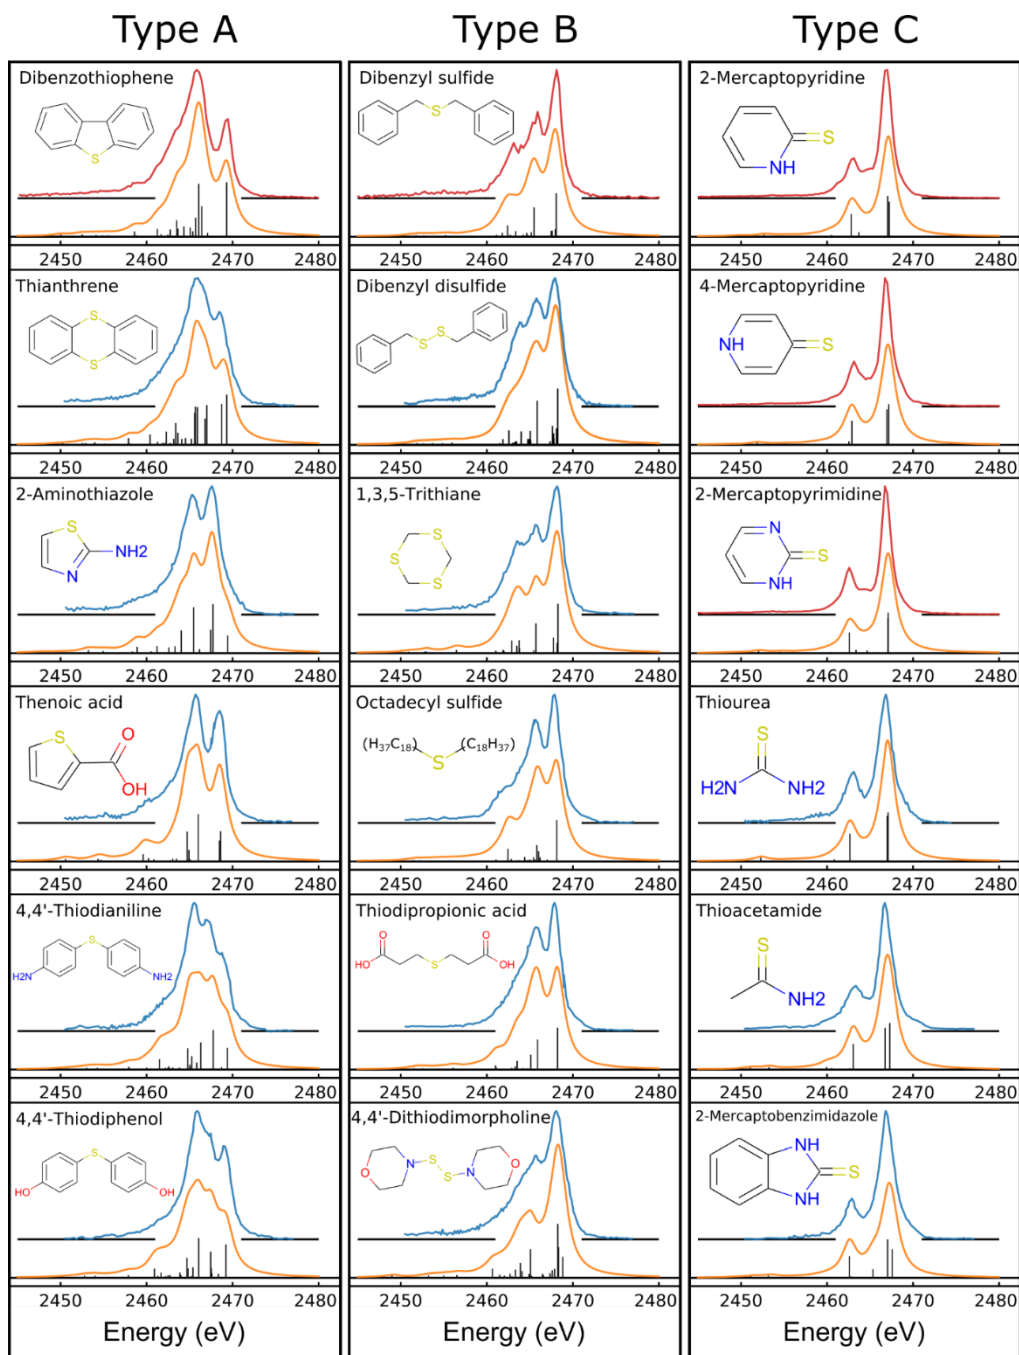 Type A Type B Type C
Dibenzothiophene
S
2450 2460 2470 2480
Dibenzyl sulfide
S
2450 2460 2470 2480
2-Mercaptopyridine
S
NH
2450 2460 2470 2480
Thianthrene
S
S
2450 2460 2470 2480
Dibenzyl disulfide
S
S
2450 2460 2470 2480
4-Mercaptopyridine
NH S
2450 2460 2470 2480
2-Aminothiazole
S
NH2
N
2450 2460 2470 2480
1,3,5-Trithiane
S
S
S
2450 2460 2470 2480
2-Mercaptopyrimidine
N
S
NH
2450 2460 2470 2480
Thenoic acid
S
O
OH
2450 2460 2470 2480
Octadecyl sulfide
(H37C18) (C18H37)
S
2450 2460 2470 2480
Thiourea
S
H2N NH2
2450 2460 2470 2480
4,4'-Thiodianiline
S
H2N NH2
2450 2460 2470 2480
Thiodipropionic acid
O O
HO S OH
2450 2460 2470 2480
Thioacetamide
S
NH2
2450 2460 2470 2480
4,4'-Thiodiphenol
S
HO OH
2450 2460 2470 2480
4,4'-Dithiodimorpholine
S
O N S N O
2450 2460 2470 2480
2-Mercaptobenzimidazole
NH
S
NH
2450 2460 2470 2480
Energy (eV) Energy (eV) Energy (eV)